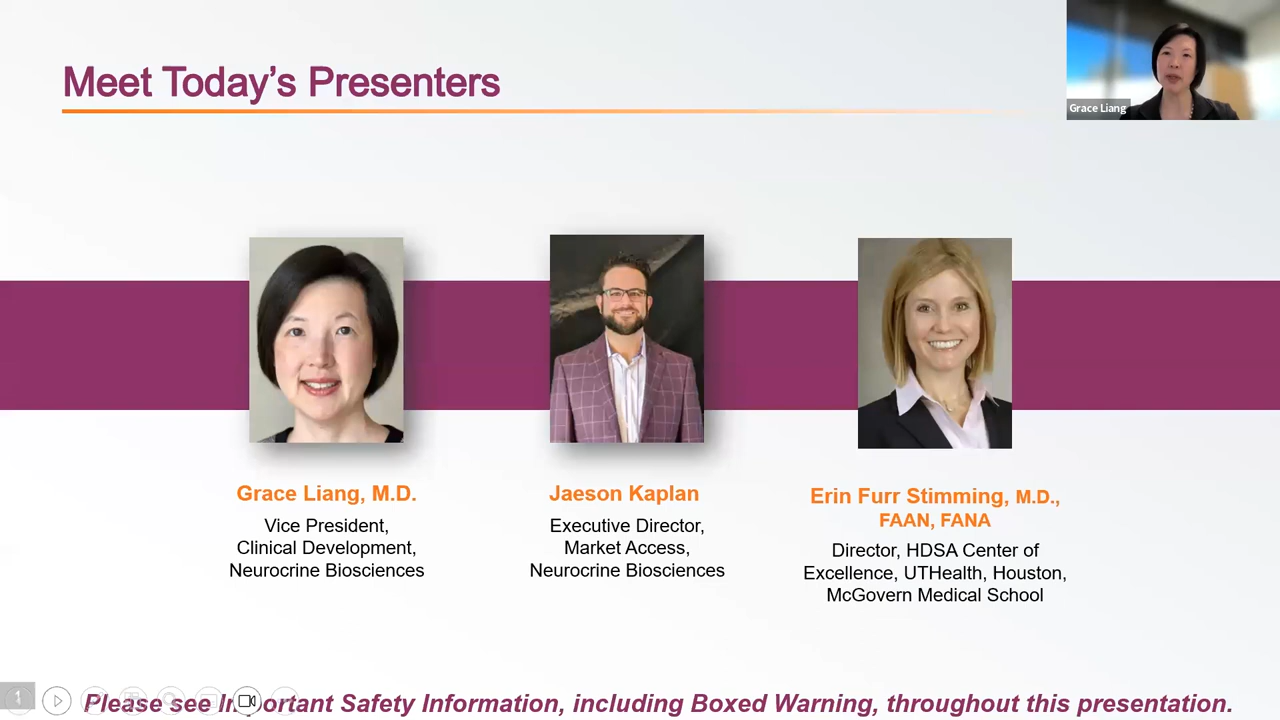 Meet Today's Presenters
Grace Liang
Grace Liang, M.D.
Vice President,
Clinical Development,
Neurocrine Biosciences
Jaeson Kaplan
Executive Director,
Market Access,
Neurocrine Biosciences
Erin Furr Stimming, M.D.,
FAAN, FANA
Director, HDSA Center of
Excellence, UTHealth, Houston,
McGovern Medical School
1
Please see Important Safety Information, including Boxed Warning, throughout this presentation.